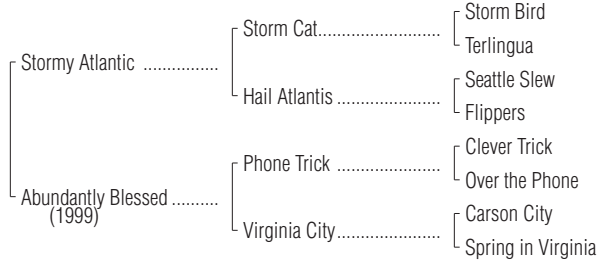 Storm Bird
Storm Cat..........................
Terlingua
Stormy Atlantic ................
Seattle Slew
Hail Atlantis ......................
Flippers
Clever Trick
Phone Trick ......................
Over the Phone
Abundantly Blessed ..........
(1999)
Carson City
Virginia City......................
Spring in Virginia